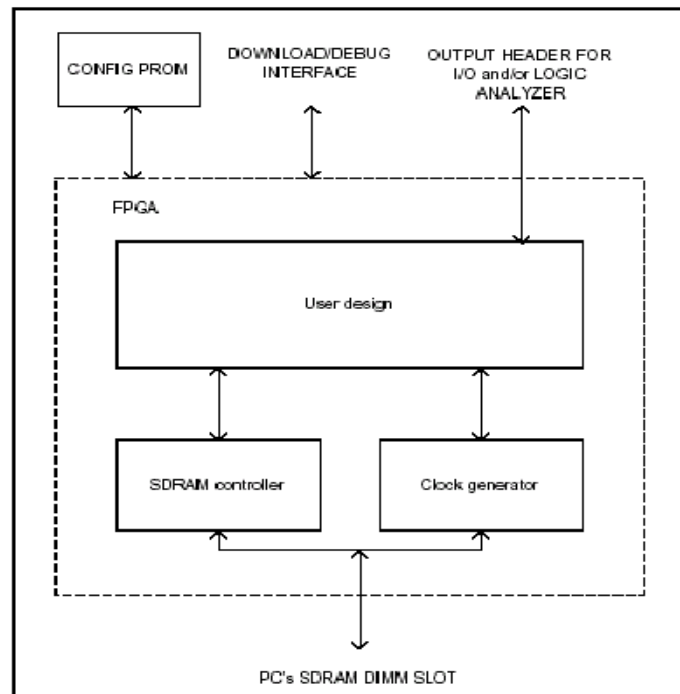 CONFIG PROM
DOWNLOAD/DEBUG
INTERFACE
OUTPUT HEADER FOR
I/O and/or LOGIC
ANALYZER
FPGA
User design
SDRAM controller
Clock generator
PC's SDRAM DIMM SLOT